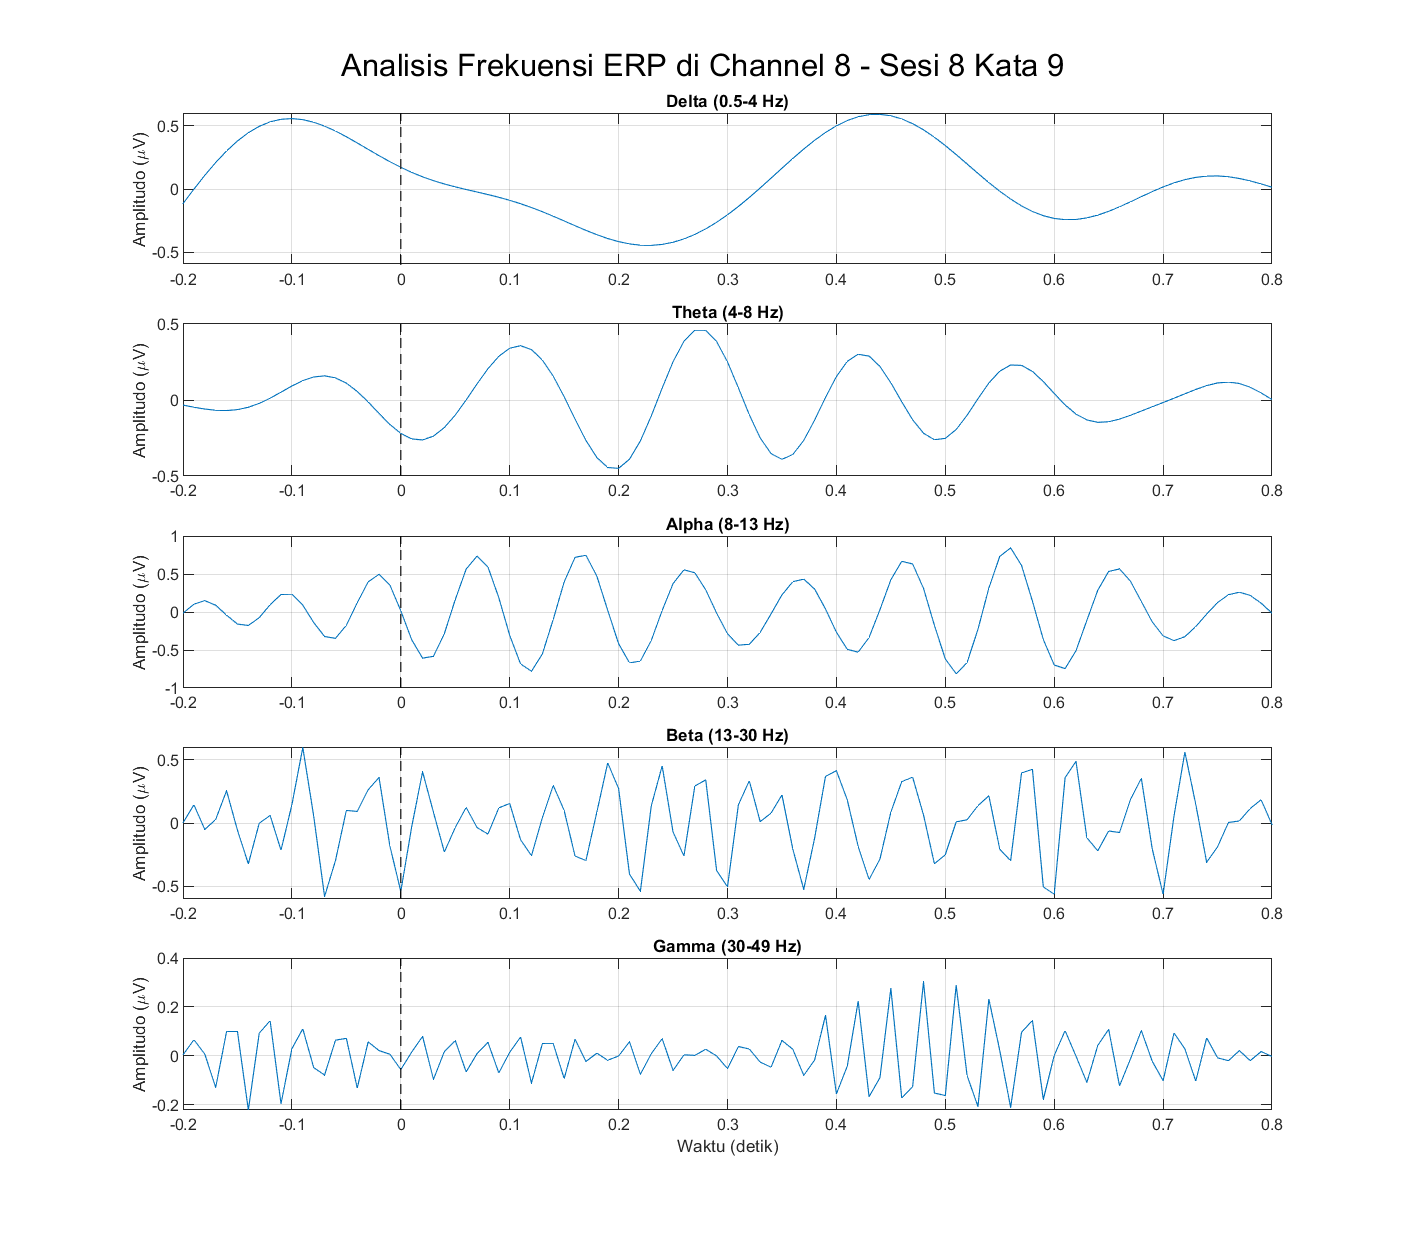 Analisis Frekuensi ERP di Channel 8 - Sesi 8 Kata 9
Delta (0.5-4 Hz)
Amplitudo (μV)
0.5
0
-0.5
-0.2 -0.1 0 0.1 0.2 0.3 0.4 0.5 0.6 0.7 0.8
Theta (4-8 Hz)
Amplitudo (μV)
0.5
0
-0.5
-0.2 -0.1 0 0.1 0.2 0.3 0.4 0.5 0.6 0.7 0.8
Alpha (8-13 Hz)
Amplitudo (μV)
1
0.5
0
-0.5
-1
-0.2 -0.1 0 0.1 0.2 0.3 0.4 0.5 0.6 0.7 0.8
Beta (13-30 Hz)
Amplitudo (μV)
0.5
0
-0.5
-0.2 -0.1 0 0.1 0.2 0.3 0.4 0.5 0.6 0.7 0.8
Gamma (30-49 Hz)
Amplitudo (μV)
0.4
0.2
0
-0.2
-0.2 -0.1 0 0.1 0.2 0.3 0.4 0.5 0.6 0.7 0.8
Waktu (detik)